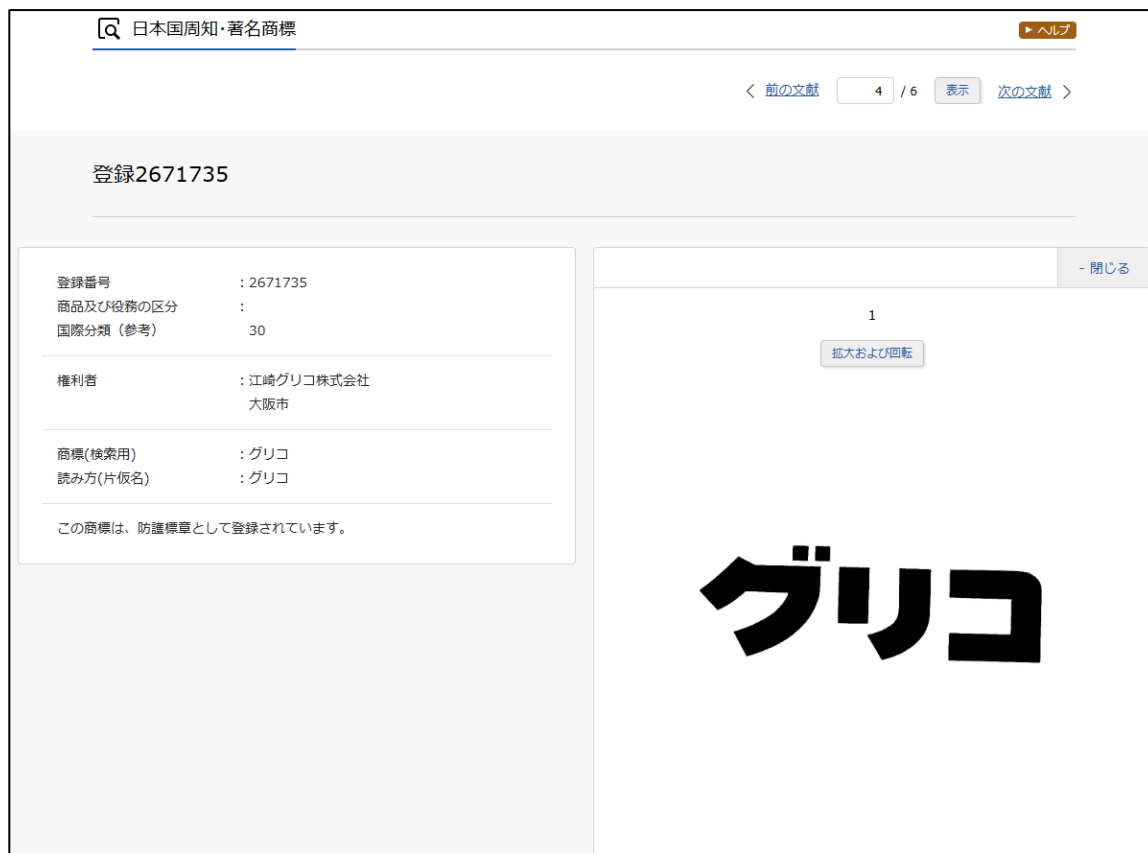 日本国周知・著名商標
ヘルプ
前の文献 4 / 6 表示 次の文献
登録2671735
登録番号 : 2671735
商品及び役務の区分 :
国際分類（参考） 30
権利者 : 江崎グリコ株式会社
大阪市
商標(検索用) : グリコ
読み方(片仮名) : グリコ
この商標は、防護標章として登録されています。
- 閉じる
1
拡大および回転
グリコ